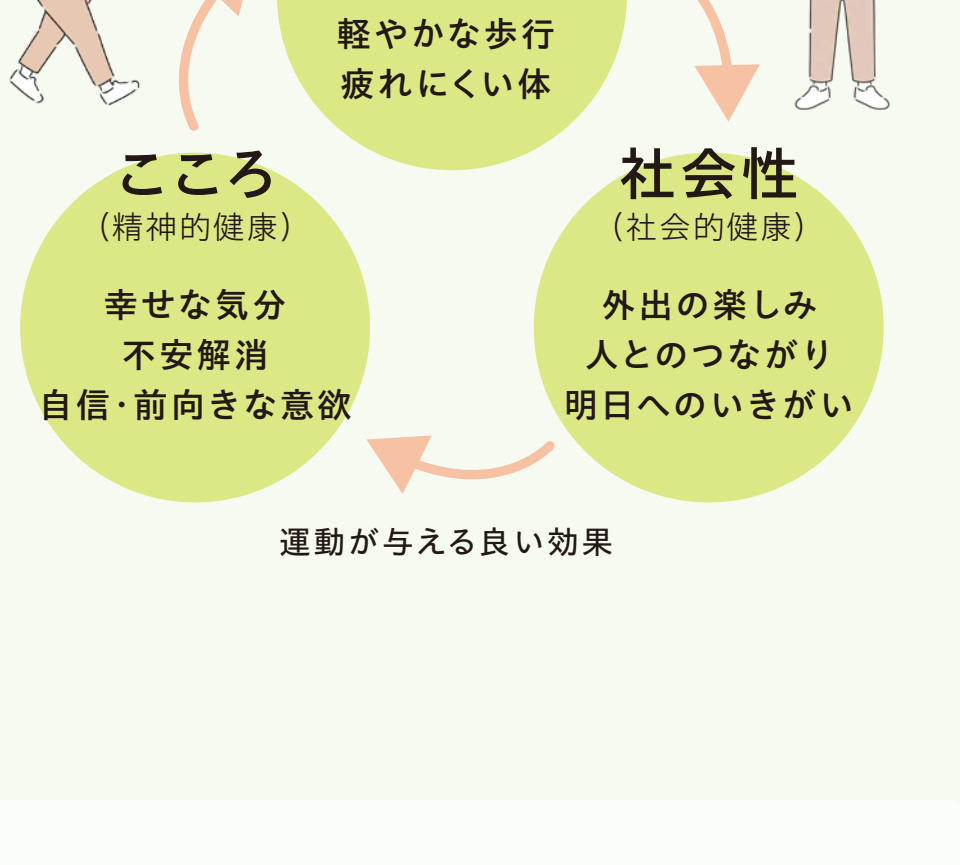 軽やかな歩行
疲れにくい体
こころ
（精神的健康）
幸せな気分
不安解消
自信・前向きな意欲
社会性
（社会的健康）
外出の楽しみ
人とのつながり
明日へのいきがい
運動が与える良い効果